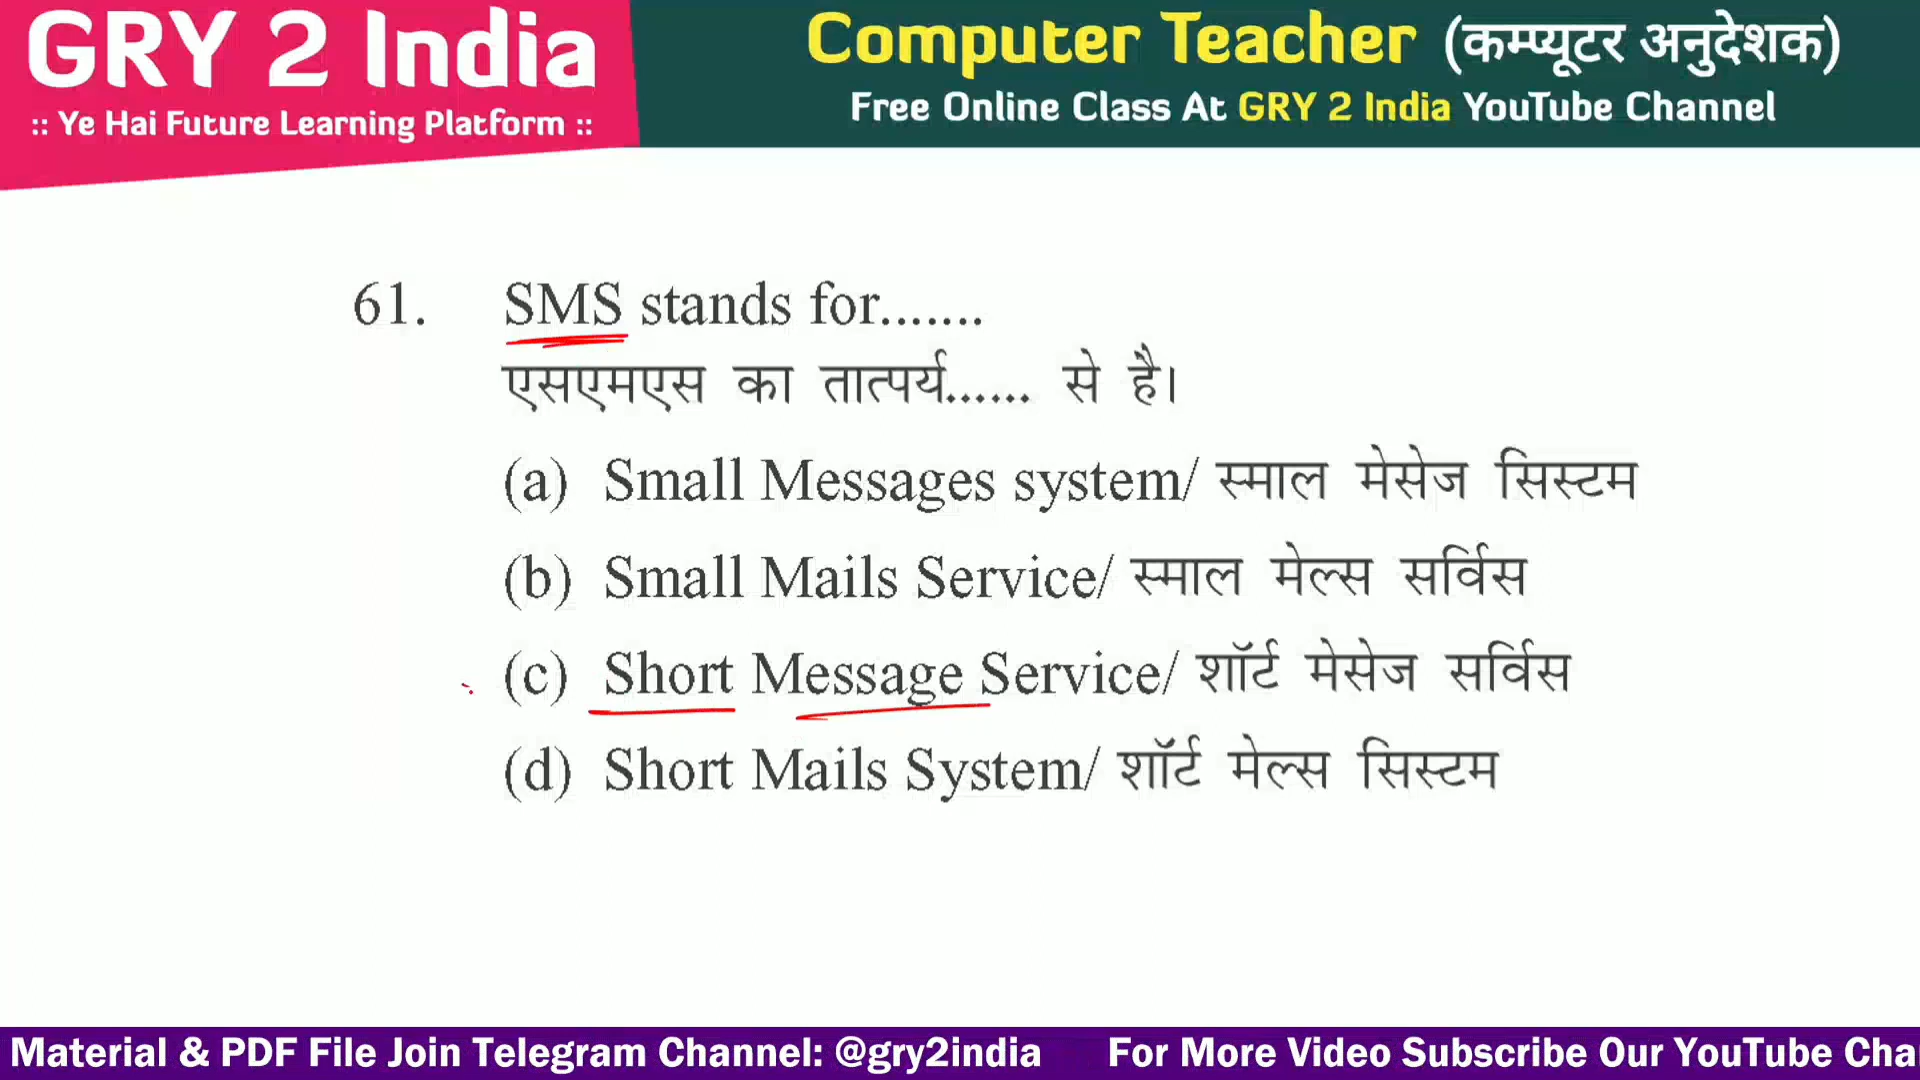 GRY 2 India
:: Ye Hai Future Learning Platform ::
Computer Teacher (कम्प्यूटर अनुदेशक)
Free Online Class At GRY 2 India YouTube Channel
61. SMS stands for.......
एसएमएस का तात्पर्य...... से है।
(a) Small Messages system/ स्माल मेसेज सिस्टम
(b) Small Mails Service/ स्माल मेल्स सर्विस
(c) Short Message Service/ शॉर्ट मेसेज सर्विस
(d) Short Mails System/ शॉर्ट मेल्स सिस्टम
Material & PDF File Join Telegram Channel: @gry2india For More Video Subscribe Our YouTube Cha